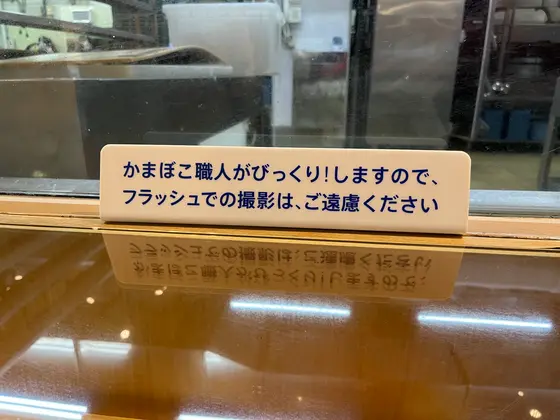 かまぼこ職人がびっくり!しますので、
フラッシュでの撮影は、ご遠慮ください